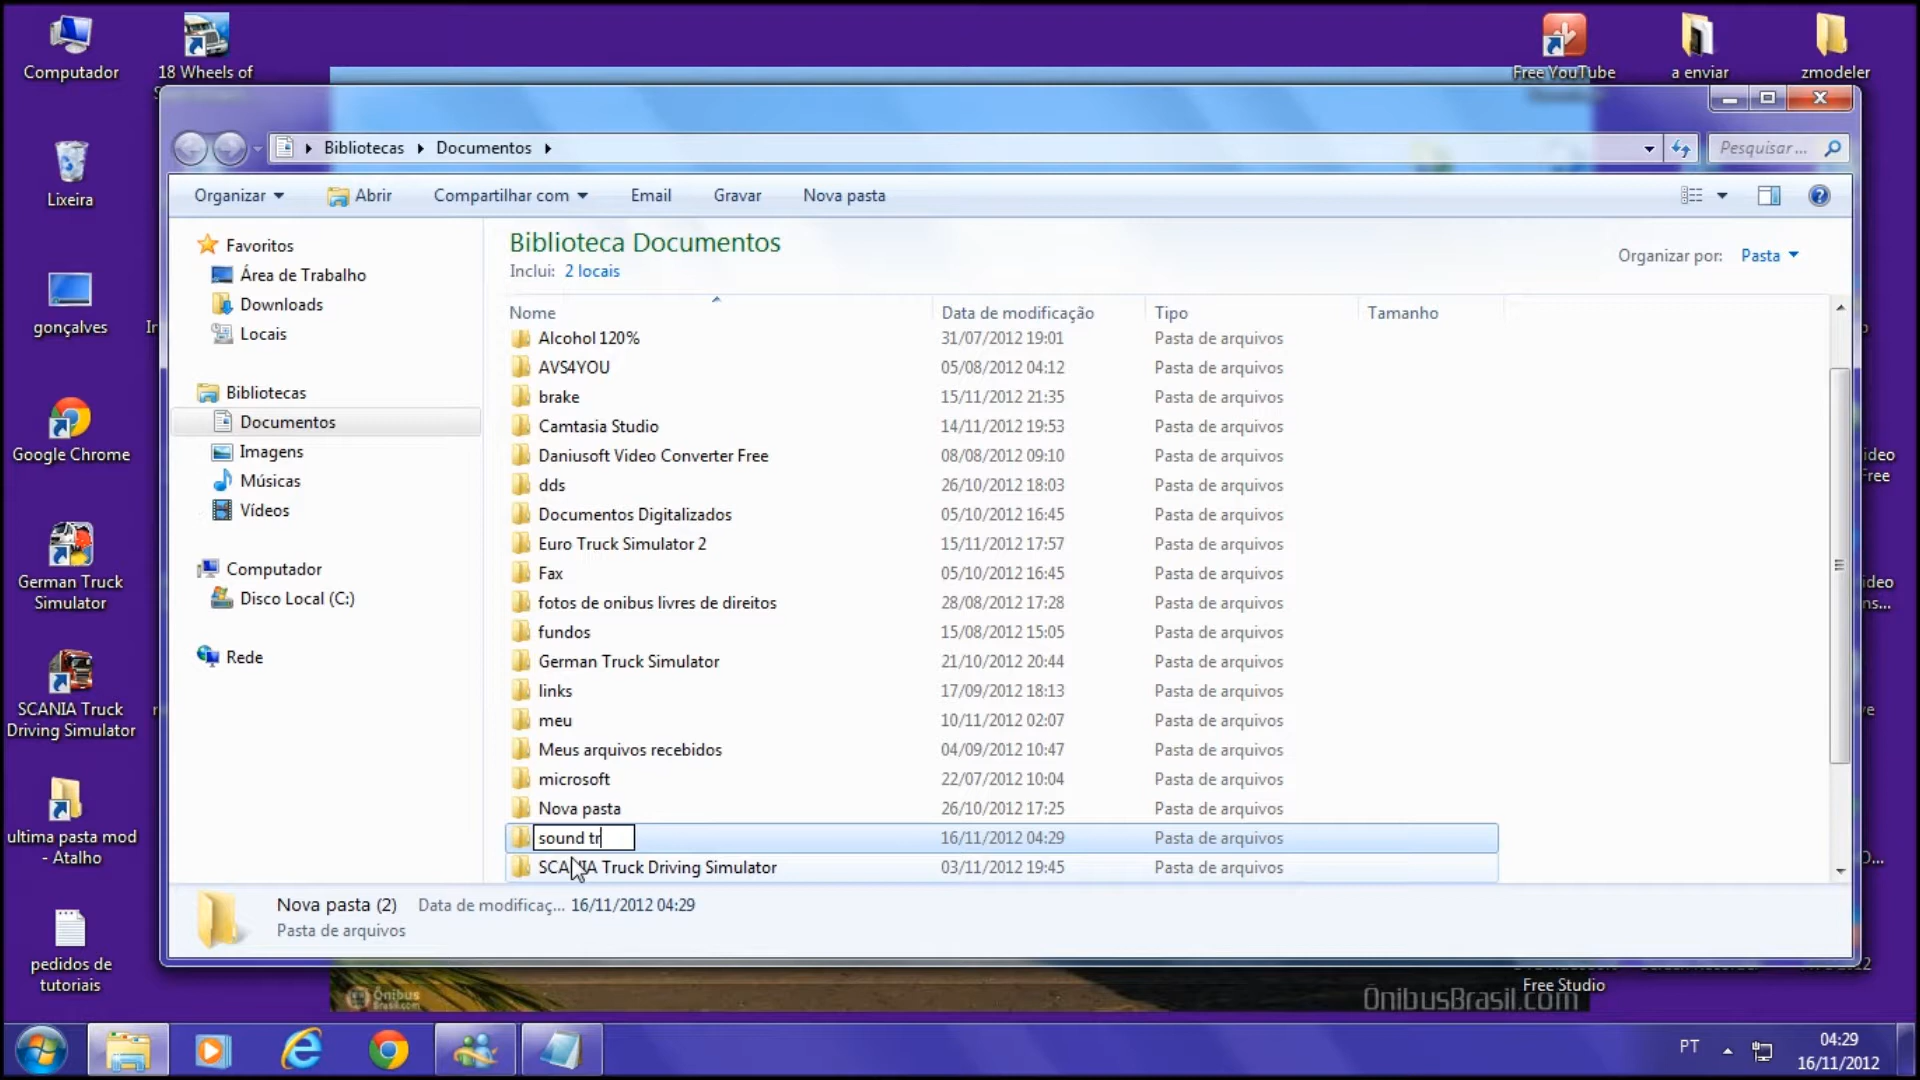 Computador
18 Wheels of
Free YouTube
a enviar
zmodeler
Lixeira
gonçalves
Google Chrome
German Truck
Simulator
SCANIA Truck
Driving Simulator
ultima pasta mod
- Atalho
pedidos de
tutoriais
Bibliotecas
Documentos
Pesquisar ...
Organizar
Abrir
Compartilhar com
Email
Gravar
Nova pasta
Favoritos
Área de Trabalho
Downloads
Locais
Bibliotecas
Documentos
Imagens
Músicas
Vídeos
Computador
Disco Local (C:)
Rede
Biblioteca Documentos
Inclui: 2 locais
Organizar por: Pasta
Nome Data de modificação Tipo Tamanho
Alcohol 120% 31/07/2012 19:01 Pasta de arquivos
AVS4YOU 05/08/2012 04:12 Pasta de arquivos
brake 15/11/2012 21:35 Pasta de arquivos
Camtasia Studio 14/11/2012 19:53 Pasta de arquivos
Daniusoft Video Converter Free 08/08/2012 09:10 Pasta de arquivos
dds 26/10/2012 18:03 Pasta de arquivos
Documentos Digitalizados 05/10/2012 16:45 Pasta de arquivos
Euro Truck Simulator 2 15/11/2012 17:57 Pasta de arquivos
Fax 05/10/2012 16:45 Pasta de arquivos
fotos de onibus livres de direitos 28/08/2012 17:28 Pasta de arquivos
fundos 15/08/2012 15:05 Pasta de arquivos
German Truck Simulator 21/10/2012 20:44 Pasta de arquivos
links 17/09/2012 18:13 Pasta de arquivos
meu 10/11/2012 02:07 Pasta de arquivos
Meus arquivos recebidos 04/09/2012 10:47 Pasta de arquivos
microsoft 22/07/2012 10:04 Pasta de arquivos
Nova pasta 26/10/2012 17:25 Pasta de arquivos
sound tr 16/11/2012 04:29 Pasta de arquivos
SCANIA Truck Driving Simulator 03/11/2012 19:45 Pasta de arquivos
Nova pasta (2) Data de modificaç... 16/11/2012 04:29
Pasta de arquivos
Free Studio
Ônibus
Brasil.com
ÔnibusBrasil.com
PT
04:29
16/11/2012